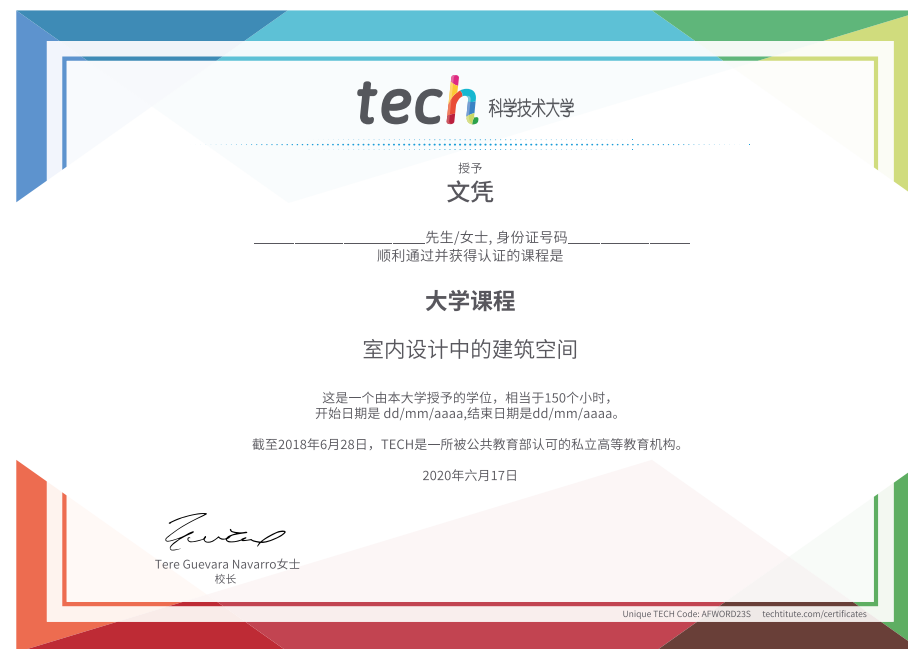 tech 科学技术大学
授予
文凭
______________________先生/女士, 身份证号码________________
顺利通过并获得认证的课程是
大学课程
室内设计中的建筑空间
这是一个由本大学授予的学位，相当于150个小时，
开始日期是 dd/mm/aaaa,结束日期是dd/mm/aaaa。
截至2018年6月28日，TECH是一所被公共教育部认可的私立高等教育机构。
2020年六月17日
Tere Guevara Navarro女士
校长
Unique TECH Code: AFWORD23S techtitute.com/certificates